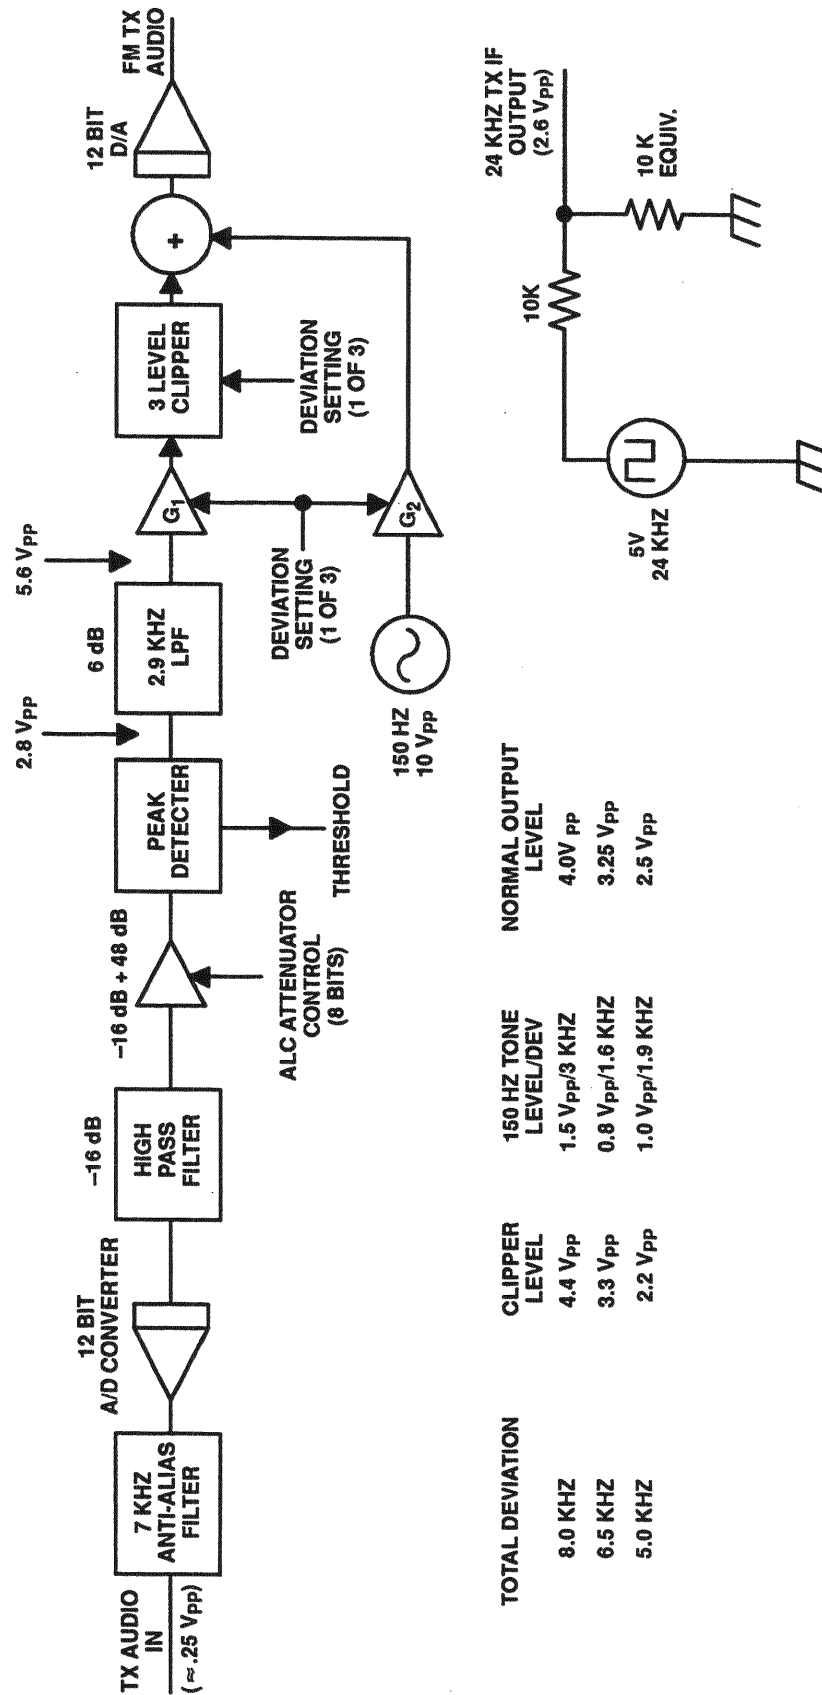 TX AUDIO
IN
(≈.25 VPP)
7 KHZ
ANTI-ALIAS
FILTER
12 BIT
A/D CONVERTER
–16 dB
HIGH
PASS
FILTER
–16 dB + 48 dB
ALC ATTENUATOR
CONTROL
(8 BITS)
PEAK
DETECTER
THRESHOLD
2.8 VPP
6 dB
2.9 KHZ
LPF
5.6 VPP
G1
DEVIATION
SETTING
(1 OF 3)
150 HZ
10 VPP
G2
3 LEVEL
CLIPPER
DEVIATION
SETTING
(1 OF 3)
+
12 BIT
D/A
FM TX
AUDIO
TOTAL DEVIATION
8.0 KHZ
6.5 KHZ
5.0 KHZ
CLIPPER
LEVEL
4.4 VPP
3.3 VPP
2.2 VPP
150 HZ TONE
LEVEL/DEV
1.5 VPP/3 KHZ
0.8 VPP/1.6 KHZ
1.0 VPP/1.9 KHZ
NORMAL OUTPUT
LEVEL
4.0V PP
3.25 VPP
2.5 VPP
5V
24 KHZ
10K
24 KHZ TX IF
OUTPUT
(2.6 VPP)
10 K
EQUIV.